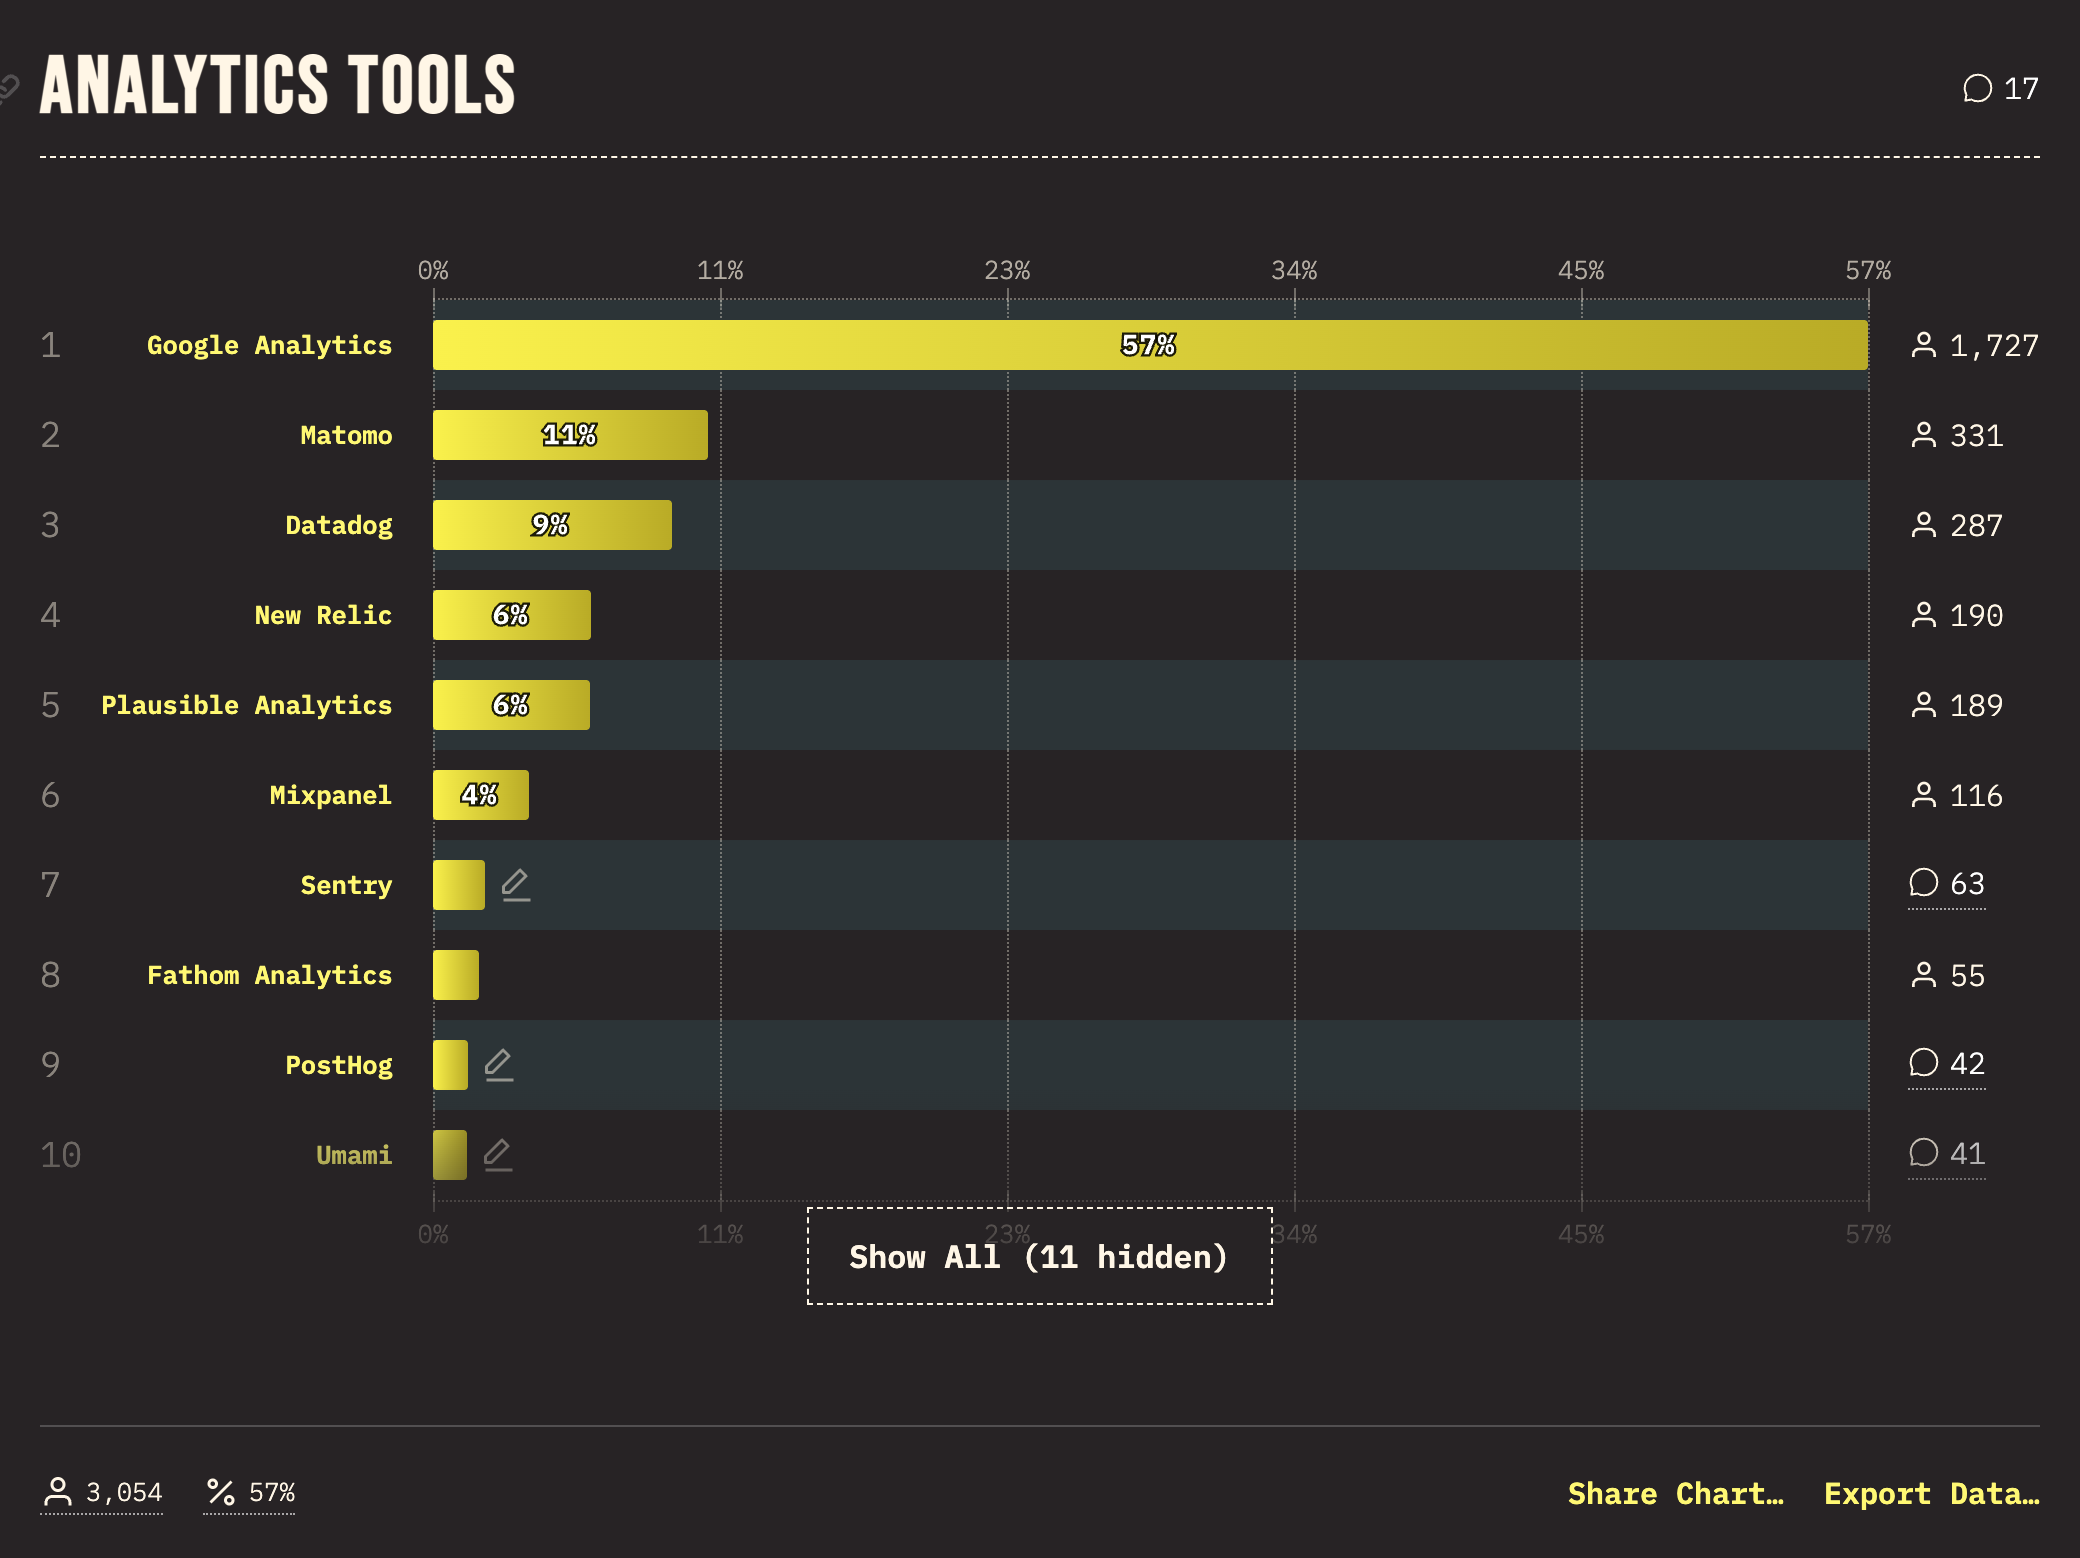 ANALYTICS TOOLS
17
0% 11% 23% 34% 45% 57%
1 Google Analytics 57% 1,727
2 Matomo 11% 331
3 Datadog 9% 287
4 New Relic 6% 190
5 Plausible Analytics 6% 189
6 Mixpanel 4% 116
7 Sentry 63
8 Fathom Analytics 55
9 PostHog 42
10 Umami 41
0% 11% 23% 34% 45% 57%
Show All (11 hidden)
3,054 % 57% Share Chart… Export Data…